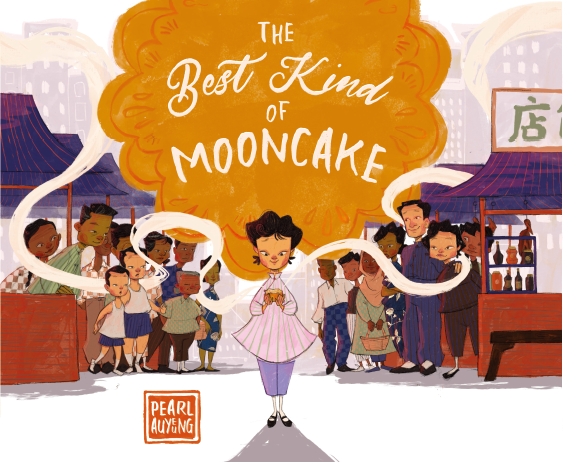 THE
Best Kind
OF
MOONCAKE
店
PEARL
AUYEUNG